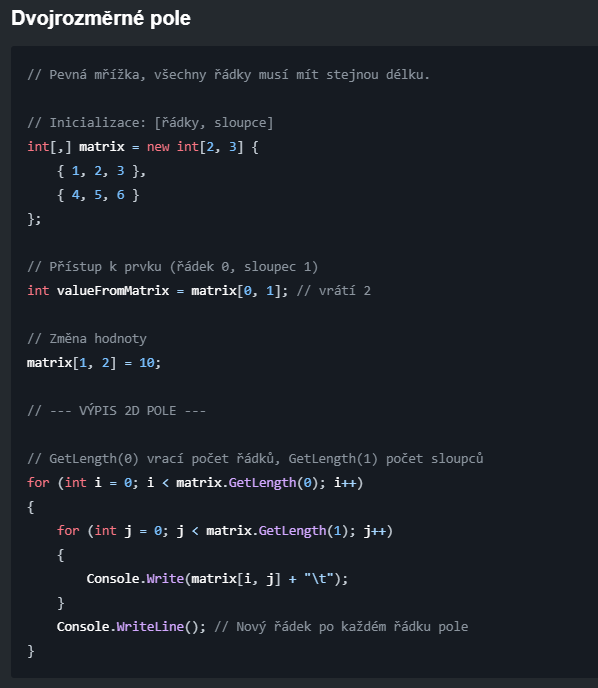 Dvojrozměrné pole
// Pevná mřížka, všechny řádky musí mít stejnou délku.
// Inicializace: [řádky, sloupce]
int[,] matrix = new int[2, 3] {
    { 1, 2, 3 },
    { 4, 5, 6 }
};
// Přístup k prvku (řádek 0, sloupec 1)
int valueFromMatrix = matrix[0, 1]; // vrátí 2
// Změna hodnoty
matrix[1, 2] = 10;
// --- VÝPIS 2D POLE ---
// GetLength(0) vrací počet řádků, GetLength(1) počet sloupců
for (int i = 0; i < matrix.GetLength(0); i++)
{
    for (int j = 0; j < matrix.GetLength(1); j++)
    {
        Console.Write(matrix[i, j] + "\t");
    }
    Console.WriteLine(); // Nový řádek po každém řádku pole
}